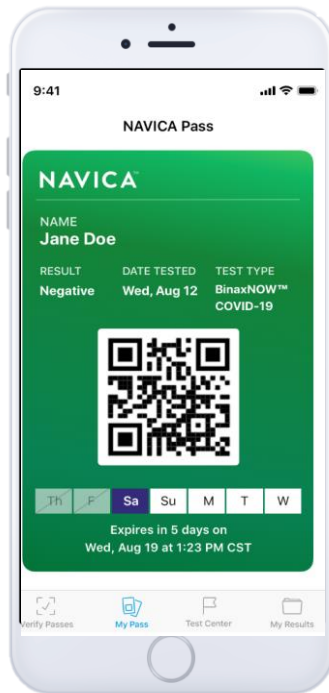 9:41
NAVICA Pass
NAVICA™
NAME
Jane Doe
RESULT DATE TESTED TEST TYPE
Negative Wed, Aug 12 BinaxNOW™
COVID-19
Th F Sa Su M T W
Expires in 5 days on
Wed, Aug 19 at 1:23 PM CST
Verify Passes My Pass Test Center My Results